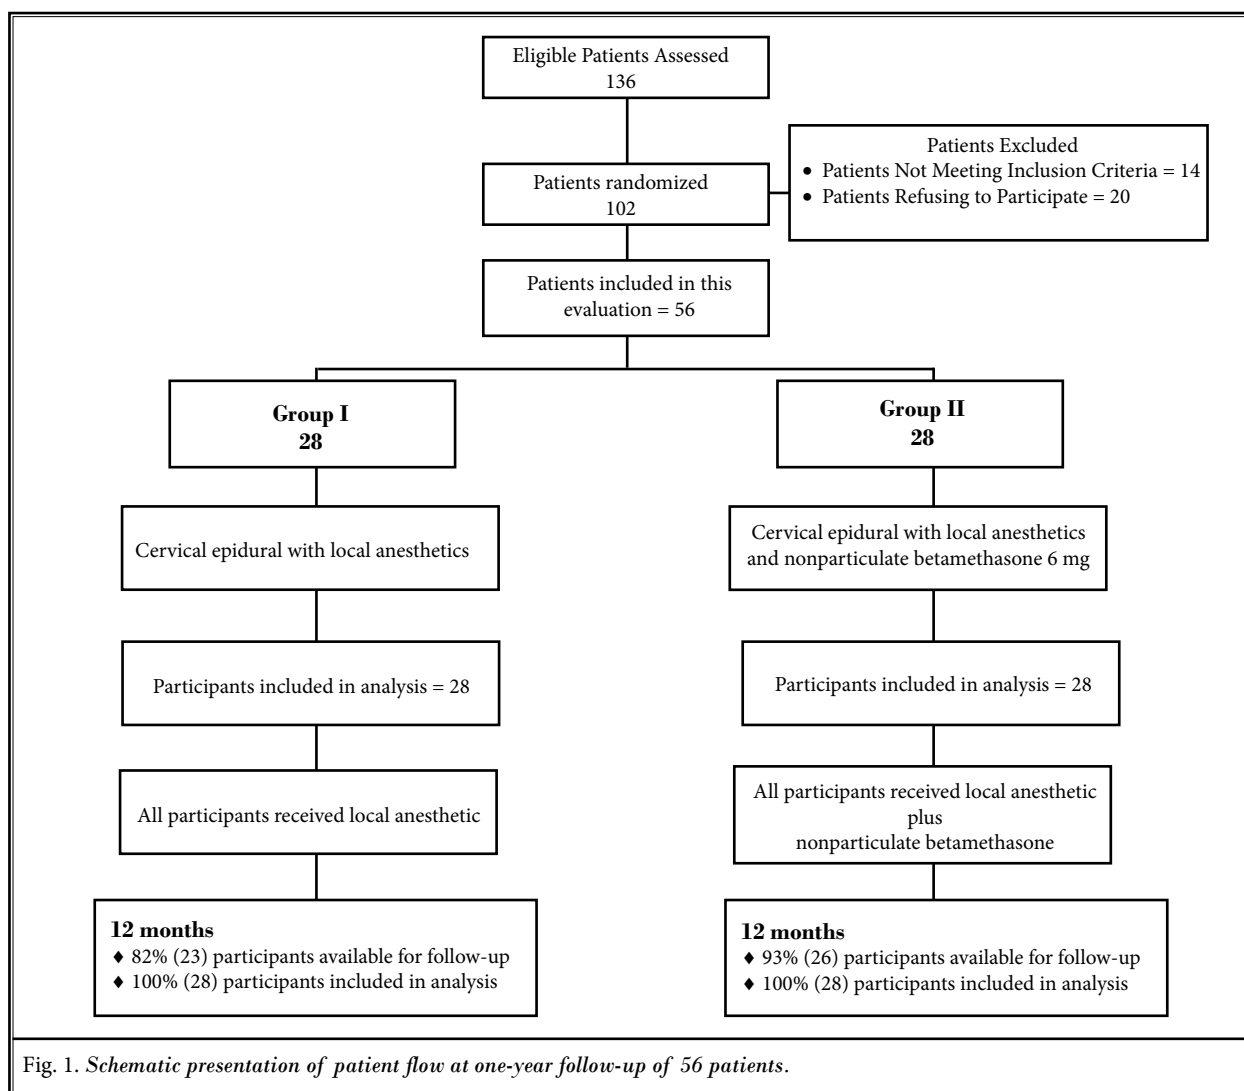 Eligible Patients Assessed
136
Patients Excluded
• Patients Not Meeting Inclusion Criteria = 14
• Patients Refusing to Participate = 20
Patients randomized
102
Patients included in this
evaluation = 56
Group I
28
Group II
28
Cervical epidural with local anesthetics
Cervical epidural with local anesthetics
and nonparticulate betamethasone 6 mg
Participants included in analysis = 28
Participants included in analysis = 28
All participants received local anesthetic
All participants received local anesthetic
plus
nonparticulate betamethasone
12 months
♦ 82% (23) participants available for follow-up
♦ 100% (28) participants included in analysis
12 months
♦ 93% (26) participants available for follow-up
♦ 100% (28) participants included in analysis
Fig. 1. Schematic presentation of patient flow at one-year follow-up of 56 patients.